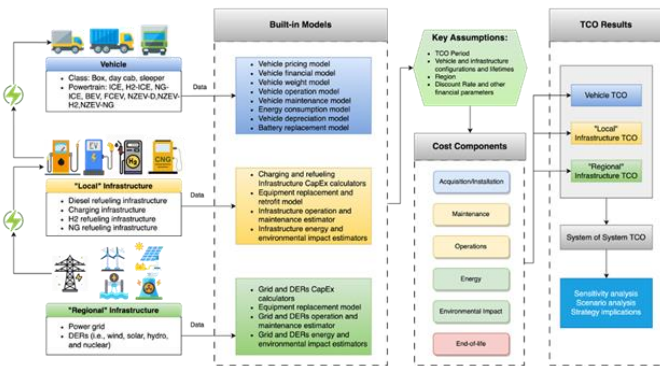 Vehicle
• Class: Box, day cab, sleeper
• Powertrain: ICE, H2-ICE, NG-
ICE, BEV, FCEV, NZEV-D,NZEV-
H2,NZEV-NG
Data
EV
H2
CNG
"Local" Infrastructure
• Diesel refueling infrastructure
• Charging infrastructure
• H2 refueling infrastructure
• NG refueling infrastructure
Data
"Regional" Infrastructure
• Power grid
• DERs (i.e., wind, solar, hydro,
and nuclear)
Data
Built-in Models
• Vehicle pricing model
• Vehicle financial model
• Vehicle weight model
• Vehicle operation model
• Vehicle maintenance model
• Energy consumption model
• Vehicle depreciation model
• Battery replacement model
• Charging and refueling
Infrastructure CapEx calculators
• Equipment replacement and
retrofit model
• Infrastructure operation and
maintenance estimator
• Infrastructure energy and
environmental impact estimators
• Grid and DERs CapEx
calculators
• Equipment replacement model
• Grid and DERs operation and
maintenance estimator
• Grid and DERs energy and
environmental impact estimators
Key Assumptions:
• TCO Period
• Vehicle and infrastructure
configurations and lifetimes
• Region
• Discount Rate and other
financial parameters
Cost Components
Acquisition/Installation
Maintenance
Operations
Energy
Environmental Impact
End-of-life
TCO Results
Vehicle TCO
"Local"
Infrastructure TCO
"Regional"
Infrastructure TCO
System of System TCO
Sensitivity analysis
Scenario analysis
Strategy implications